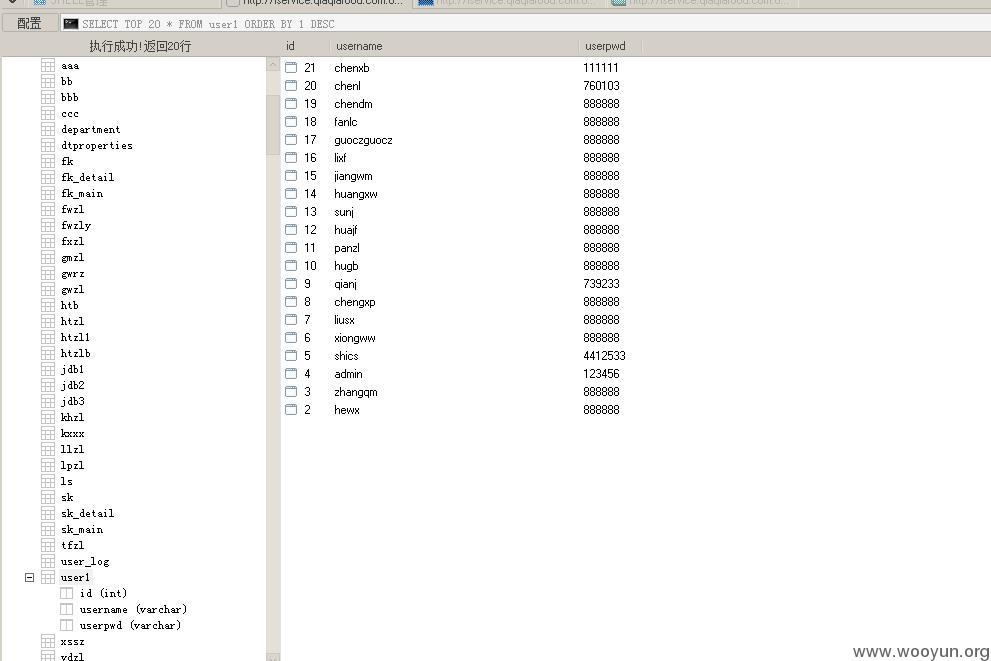 SHELL管理
http://iservice.qiaqiafood.com.o...
http://iservice.qiaqiafood.com.o...
http://iservice.qiaqiafood.com.o...
配置
SELECT TOP 20 * FROM user1 ORDER BY 1 DESC
执行成功!返回20行
aaa
bb
bbb
ccc
department
dtproperties
fk
fk_detail
fk_main
fwzl
fwzly
fxzl
gmzl
gwrz
gwzl
htb
htzl
htzl1
htzlb
jdb1
jdb2
jdb3
khzl
kxxx
llzl
lpzl
ls
sk
sk_detail
sk_main
tfzl
user_log
user1
id (int)
username (varchar)
userpwd (varchar)
xssz
ydzl
id username userpwd
21 chenxb 111111
20 chenl 760103
19 chendm 888888
18 fanlc 888888
17 guoczguocz 888888
16 lixf 888888
15 jiangwm 888888
14 huangxw 888888
13 sunj 888888
12 huajf 888888
11 panzl 888888
10 hugb 888888
9 qianj 739233
8 chengxp 888888
7 liusx 888888
6 xiongww 888888
5 shics 4412533
4 admin 123456
3 zhangqm 888888
2 hewx 888888
www.wooyun.org